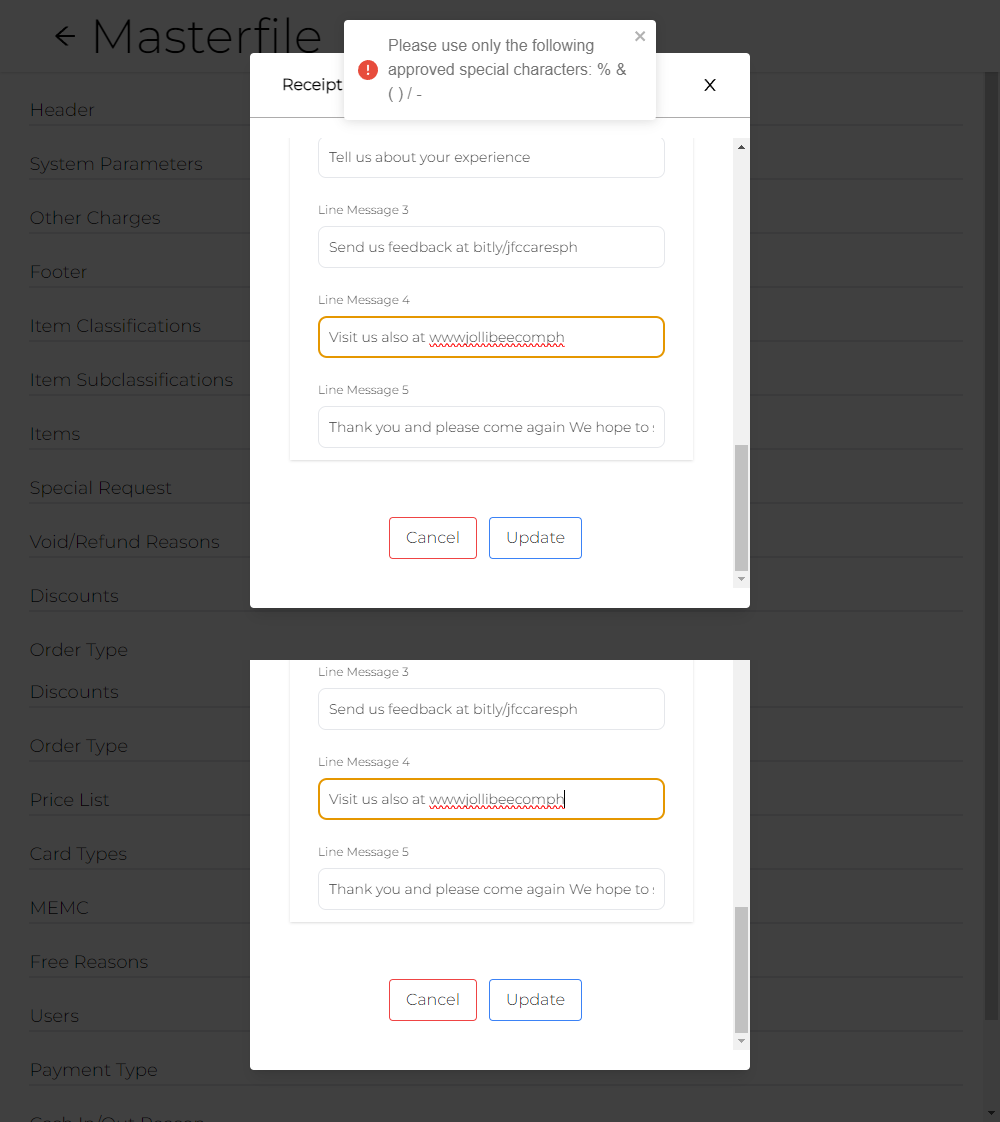 ← Masterfile
Please use only the following
approved special characters: % &
( ) / -
Receipt
X
Header
System Parameters
Other Charges
Footer
Item Classifications
Item Subclassifications
Items
Special Request
Void/Refund Reasons
Discounts
Order Type
Discounts
Order Type
Price List
Card Types
MEMC
Free Reasons
Users
Payment Type
Cash In/Out Reason
Tell us about your experience
Line Message 3
Send us feedback at bitly/jfccaresph
Line Message 4
Visit us also at wwwjollibeecomph
Line Message 5
Thank you and please come again We hope to
Cancel
Update
Line Message 3
Send us feedback at bitly/jfccaresph
Line Message 4
Visit us also at wwwjollibeecomph
Line Message 5
Thank you and please come again We hope to
Cancel
Update